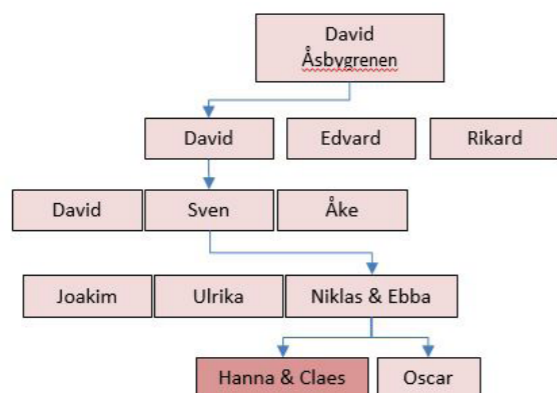 David
Åsbygrenen
David
Edvard
Rikard
David
Sven
Åke
Joakim
Ulrika
Niklas & Ebba
Hanna & Claes
Oscar